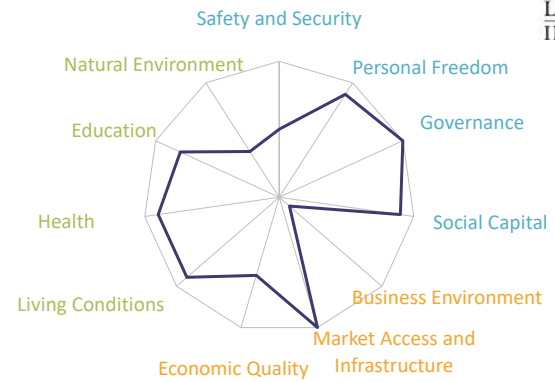 Safety and Security
Natural Environment
Personal Freedom
Governance
Education
Health
Social Capital
Business Environment
Living Conditions
Market Access and
Infrastructure
Economic Quality